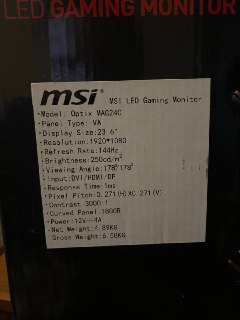 LED GAMING MONITOR
msi MSI LED Gaming Monitor
·Model: Optix MAG24C
·Panel Type: VA
·Display Size:23.6"
·Resolution:1920*1080
·Refresh Rate:144Hz
·Brightness:250cd/m²
·Viewing Angle:178°178°
·Input:DVI/HDMI/DP
·Response Time:1ms
·Pixel Pitch:0.271(H)X0.271(V)
·Contrast:3000:1
·Curved Panel:1800R
·Power:12V⎓4A
·Net Weight:4.89KG
Gross Weight:6.08KG